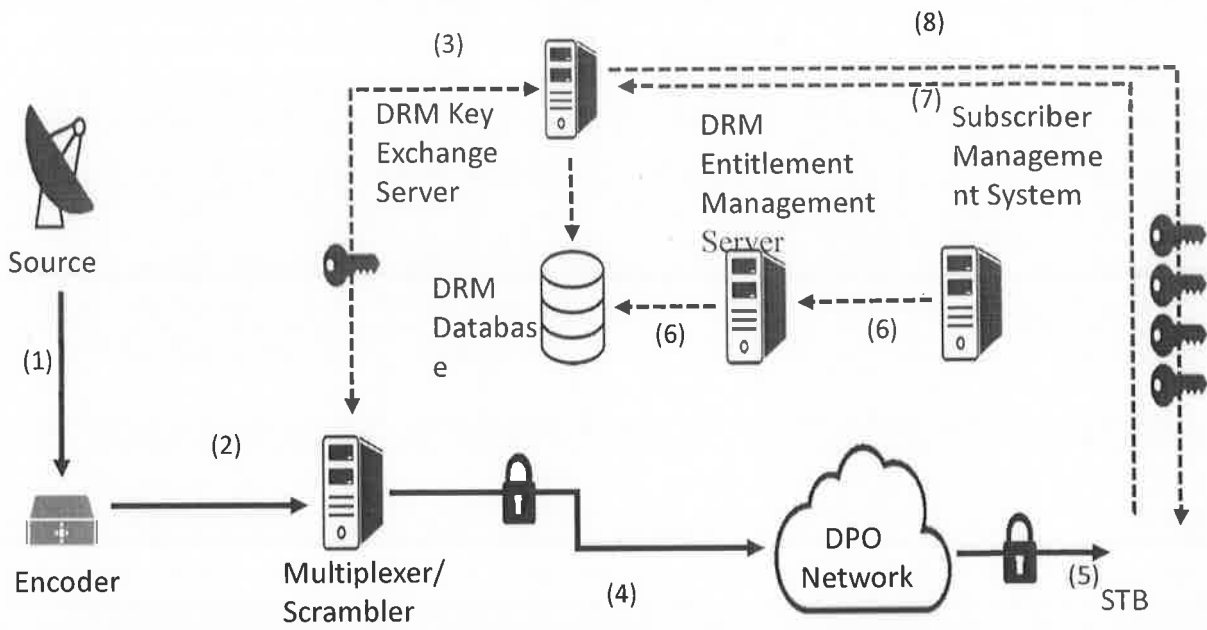 (8)
(3)
(7)
DRM Key
Exchange
Server
DRM
Entitlement
Management
Server
Subscriber
Manageme
nt System
Source
DRM
Databas
e
(6)
(6)
(1)
(2)
Encoder
Multiplexer/
Scrambler
(4)
DPO
Network
(5)
STB